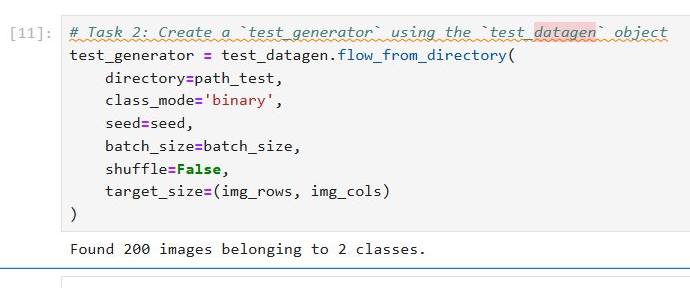 [11]: # Task 2: Create a `test_generator` using the `test_datagen` object
test_generator = test_datagen.flow_from_directory(
    directory=path_test,
    class_mode='binary',
    seed=seed,
    batch_size=batch_size,
    shuffle=False,
    target_size=(img_rows, img_cols)
)
Found 200 images belonging to 2 classes.